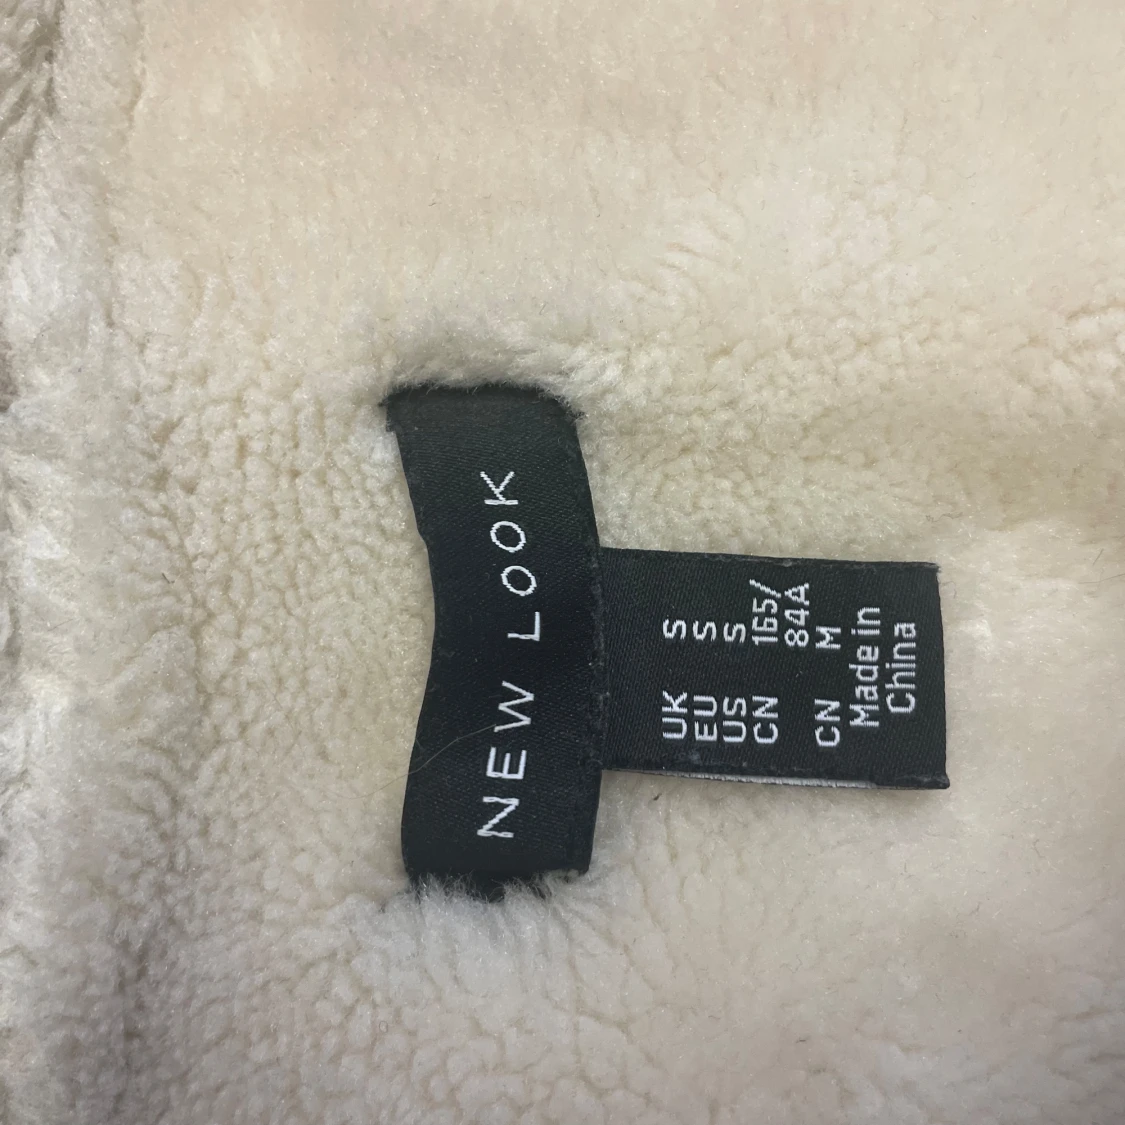 NEW LOOK
UK S
EU S
US S
CN 165/
84A
CN M
Made in
China